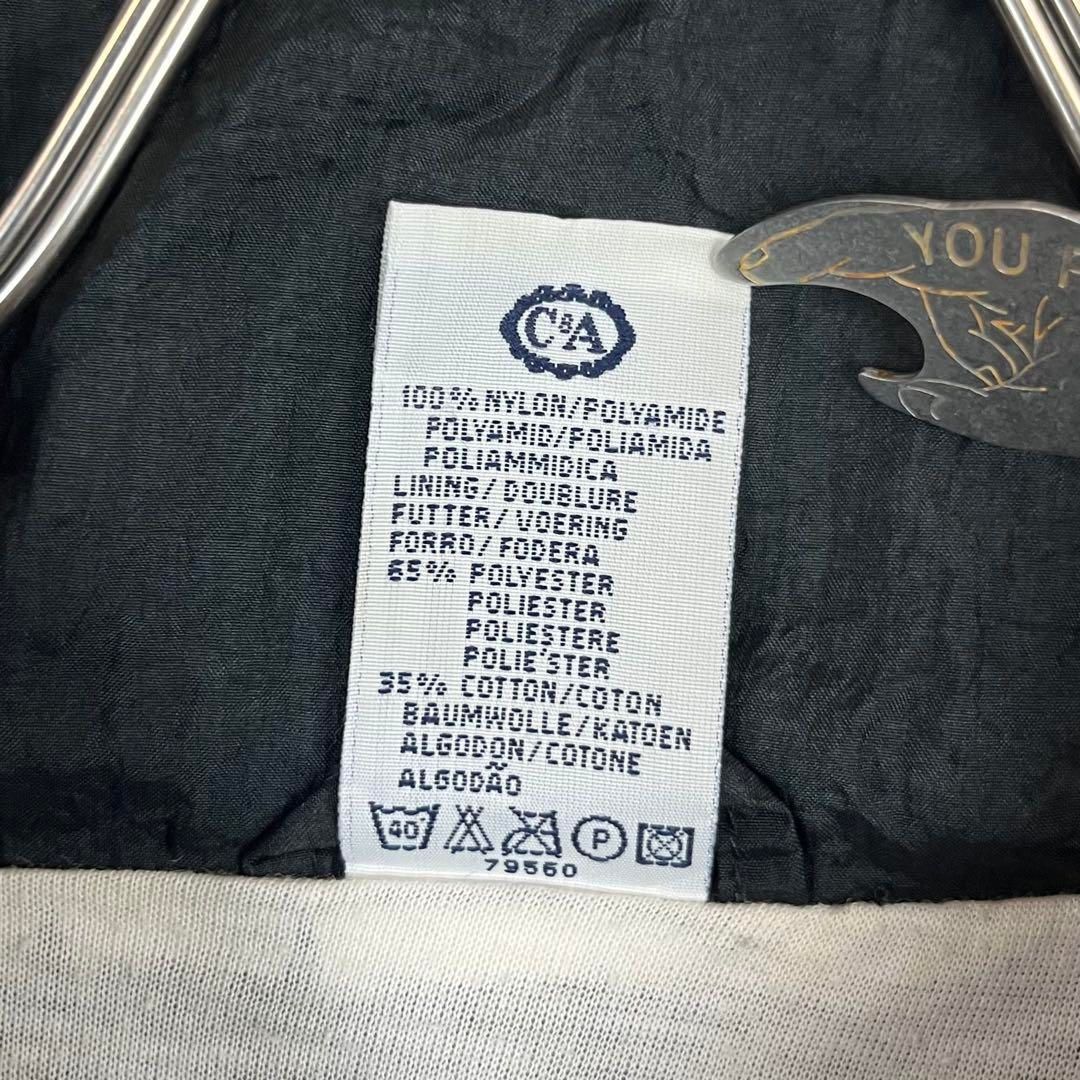 C&A
YOU
100% NYLON/POLYAMIDE
POLYAMID/POLIAMIDA
POLIAMMIDICA
LINING/DOUBLURE
FUTTER/VOERING
FORRO/FODERA
65% POLYESTER
POLIESTER
POLIESTERE
POLIE'STER
35% COTTON/COTON
BAUMWOLLE/KATOEN
ALGODON/COTONE
ALGODÃO
40 P
79560